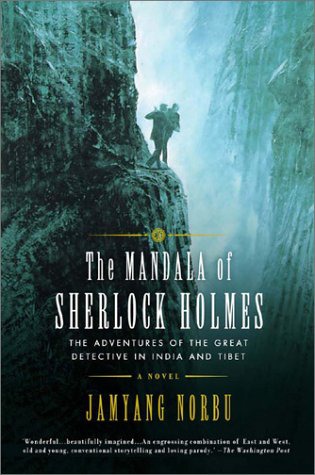 The MANDALA of
SHERLOCK HOLMES
THE ADVENTURES OF THE GREAT
DETECTIVE IN INDIA AND TIBET
A NOVEL
JAMYANG NORBU
'Wonderful...beautifully imagined...An engrossing combination of East and West,
old and young, conventional storytelling and loving parody.' –The Washington Post